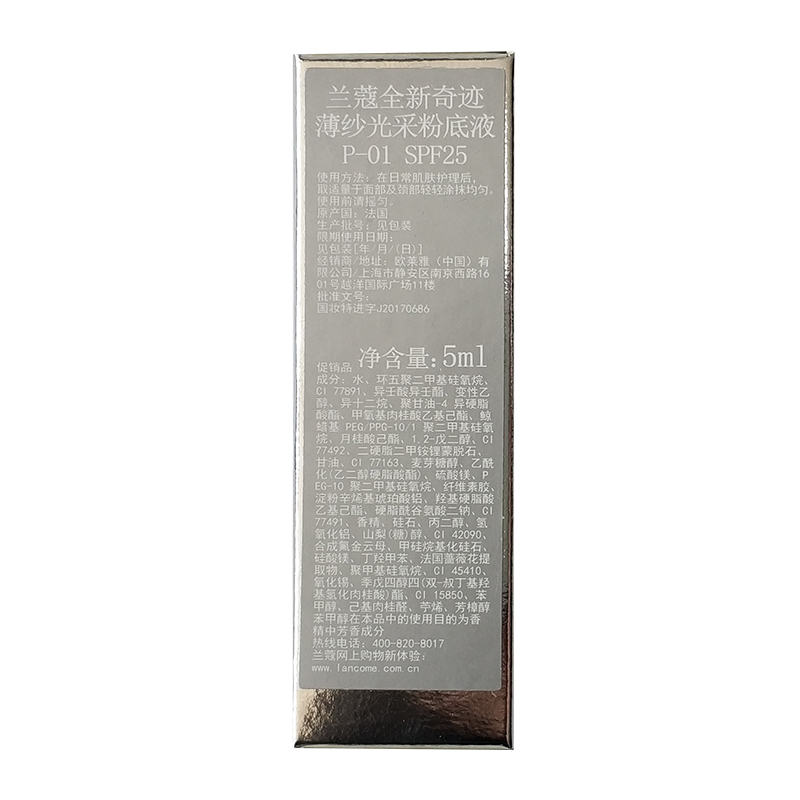 兰蔻全新奇迹
薄纱光采粉底液
P-01 SPF25
使用方法：在日常肌肤护理后，
取适量于面部及颈部轻轻涂抹均匀。
使用前请摇匀。
原产国：法国
生产批号：见包装
限期使用日期：
见包装[年/月/(日)]
经销商/地址：欧莱雅（中国）有
限公司/上海市静安区南京西路16
01号越洋国际广场11楼
批准文号：
国妆特进字J20170686
促销品 净含量：5ml
成分：水、环五聚二甲基硅氧烷、
CI 77891、异壬酸异壬酯、变性乙
醇、异十二烷、聚甘油-4 异硬脂
酸酯、甲氧基肉桂酸乙基己酯、鲸
蜡基 PEG/PPG-10/1 聚二甲基硅氧
烷、月桂酸己酯、1,2-戊二醇、CI
77492、二硬脂二甲铵锂蒙脱石、
甘油、CI 77163、麦芽糖醇、乙酰
化(乙二醇硬脂酸酯)、硫酸镁、P
EG-10 聚二甲基硅氧烷、纤维素胶、
淀粉辛烯基琥珀酸铝、羟基硬脂酸
乙基己酯、硬脂酰谷氨酸二钠、CI
77491、香精、硅石、丙二醇、氢
氧化铝、山梨(糖)醇、CI 42090、
合成氟金云母、甲硅烷基化硅石、
硅酸镁、丁羟甲苯、法国蔷薇花提
取物、聚甲基硅氧烷、CI 45410、
氧化锡、季戊四醇四(双-叔丁基羟
基氢化肉桂酸)酯、CI 15850、苯
甲醇、己基肉桂醛、苧烯、芳樟醇
苯甲醇在本品中的使用目的为香
精中芳香成分
热线电话：400-820-8017
兰蔻网上购物新体验：
www.lancome.com.cn